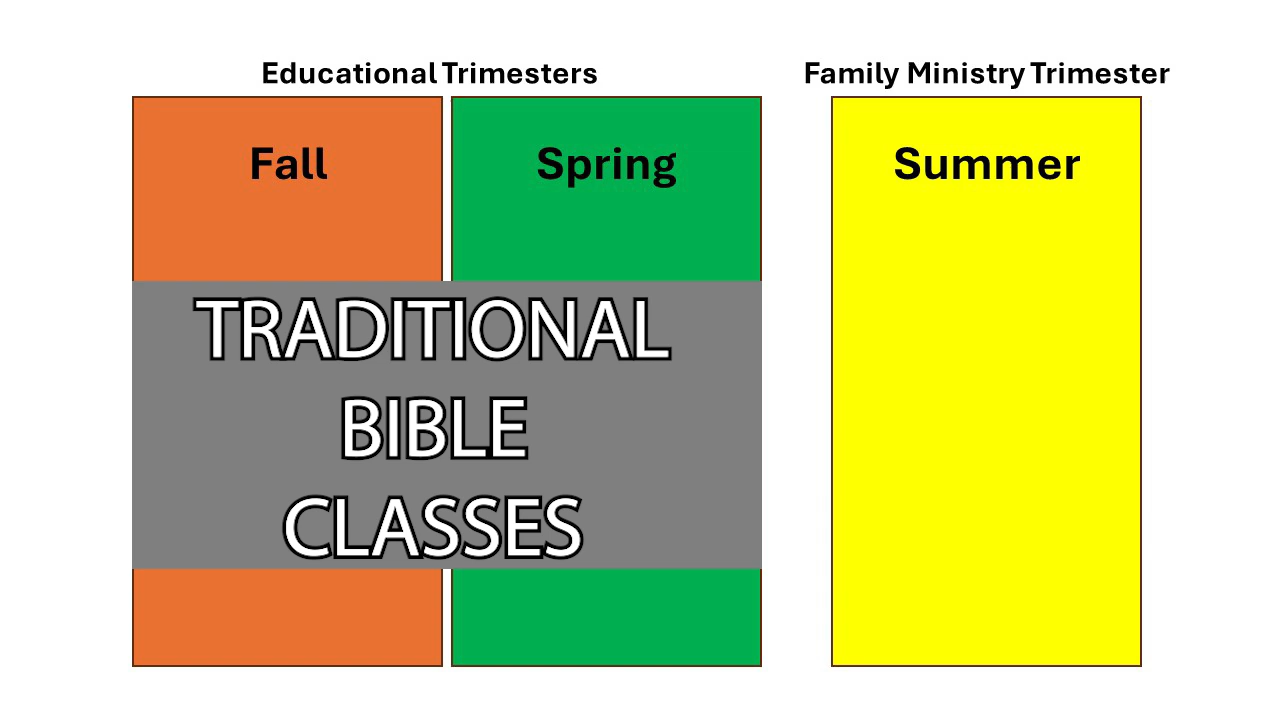 Educational Trimesters
Family Ministry Trimester
Fall
Spring
Summer
TRADITIONAL
BIBLE
CLASSES